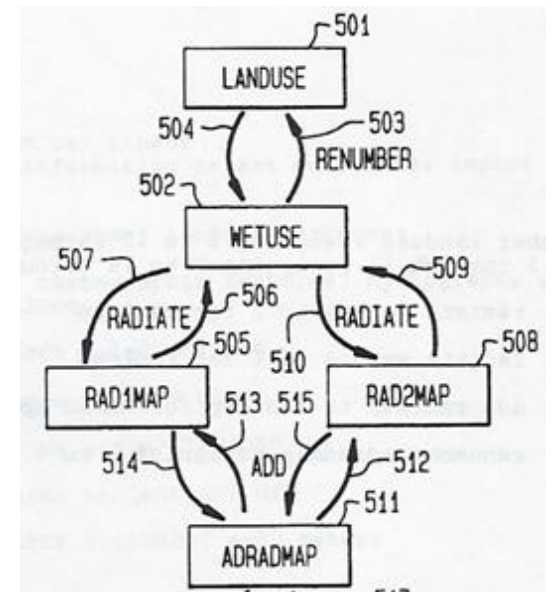 501
LANDUSE
504
503
RENUMBER
502
WETUSE
507
509
506
RADIATE
RADIATE
505
510
508
RAD1MAP
RAD2MAP
513
515
514
ADD
512
511
ADRADMAP